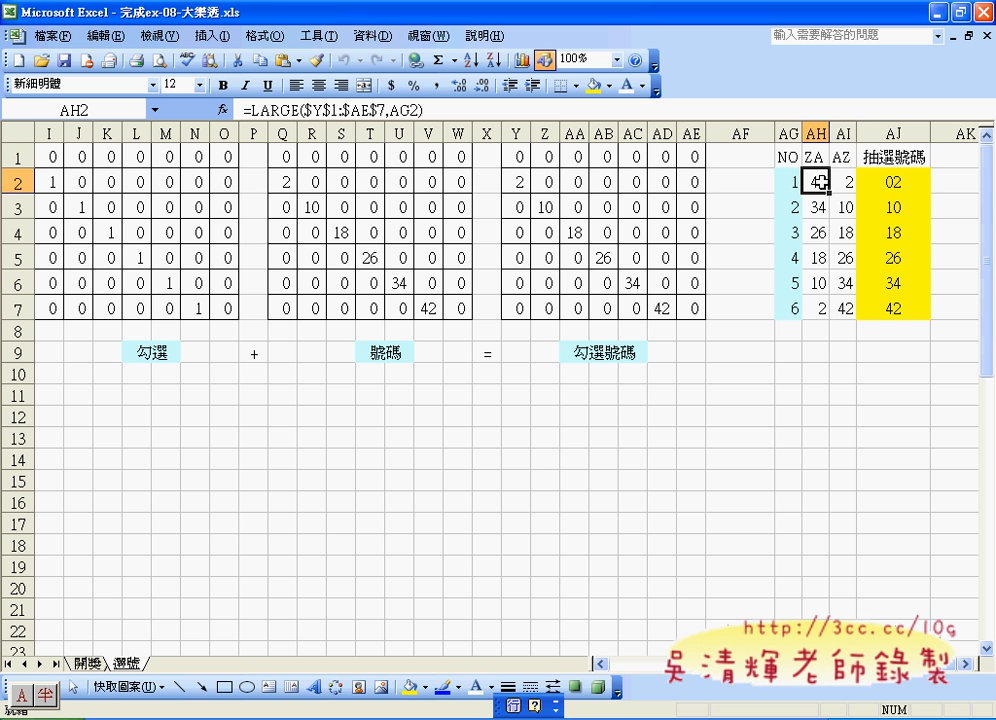 Microsoft Excel - 完成ex-08-大樂透.xls
檔案(F) 編輯(E) 檢視(V) 插入(I) 格式(O) 工具(T) 資料(D) 視窗(W) 說明(H) 輸入需要解答的問題
100%
新細明體 12 B I U $ % ,
AH2 fx =LARGE($Y$1:$AE$7,AG2)
I J K L M N O P Q R S T U V W X Y Z AA AB AC AD AE AF AG AH AI AJ AK
1 0 0 0 0 0 0 0 0 0 0 0 0 0 0 0 0 0 0 0 0 0 NO ZA AZ 抽選號碼
2 1 0 0 0 0 0 0 2 0 0 0 0 0 0 2 0 0 0 0 0 0 1 2 02
3 0 1 0 0 0 0 0 0 10 0 0 0 0 0 0 10 0 0 0 0 0 2 34 10 10
4 0 0 1 0 0 0 0 0 0 18 0 0 0 0 0 0 18 0 0 0 0 3 26 18 18
5 0 0 0 1 0 0 0 0 0 0 26 0 0 0 0 0 0 26 0 0 0 4 18 26 26
6 0 0 0 0 1 0 0 0 0 0 0 34 0 0 0 0 0 0 34 0 0 5 10 34 34
7 0 0 0 0 0 1 0 0 0 0 0 0 42 0 0 0 0 0 0 42 0 6 2 42 42
8
9 勾選 + 號碼 = 勾選號碼
10
11
12
13
14
15
16
17
18
19
20
21
22
23
http://3cc.cc/10g
吳清輝老師錄製
開獎 選號
快取圖案(U)
A 半 行
就緒 NUM